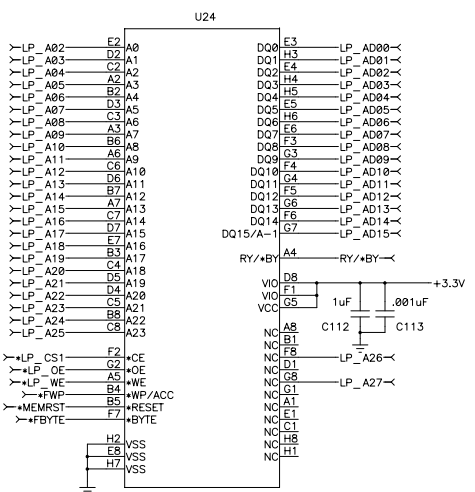 U24
LP_A02 E2 A0 DQ0 E3 LP_AD00
LP_A03 D2 A1 DQ1 H3 LP_AD01
LP_A04 C2 A2 DQ2 E4 LP_AD02
LP_A05 A2 A3 DQ3 H4 LP_AD03
LP_A06 B2 A4 DQ4 H5 LP_AD04
LP_A07 D3 A5 DQ5 E5 LP_AD05
LP_A08 C3 A6 DQ6 H6 LP_AD06
LP_A09 A3 A7 DQ7 E6 LP_AD07
LP_A10 B6 A8 DQ8 F3 LP_AD08
LP_A11 A6 A9 DQ9 G3 LP_AD09
LP_A12 C6 A10 DQ10 F4 LP_AD10
LP_A13 D6 A11 DQ11 G4 LP_AD11
LP_A14 B7 A12 DQ12 F5 LP_AD12
LP_A15 A7 A13 DQ13 G6 LP_AD13
LP_A16 C7 A14 DQ14 F6 LP_AD14
LP_A17 D7 A15 DQ15/A-1 G7 LP_AD15
LP_A18 E7 A16
LP_A19 B3 A17 RY/*BY A4 RY/*BY
LP_A20 C4 A18
LP_A21 D5 A19 VIO D8 +3.3V
LP_A22 D4 A20 VIO F1
LP_A23 C5 A21 VCC G5 1uF .001uF
LP_A24 B8 A22
LP_A25 C8 A23 NC A8 C112 C113
NC B1
*LP_CS1 F2 *CE NC F8 LP_A26
*LP_OE G2 *OE NC D1
*LP_WE A5 *WE NC G8 LP_A27
*FWP B4 *WP/ACC NC G1
*MEMRST B5 *RESET NC A1
*FBYTE F7 *BYTE NC E1
NC C1
H2 VSS NC H8
E8 VSS NC H1
H7 VSS